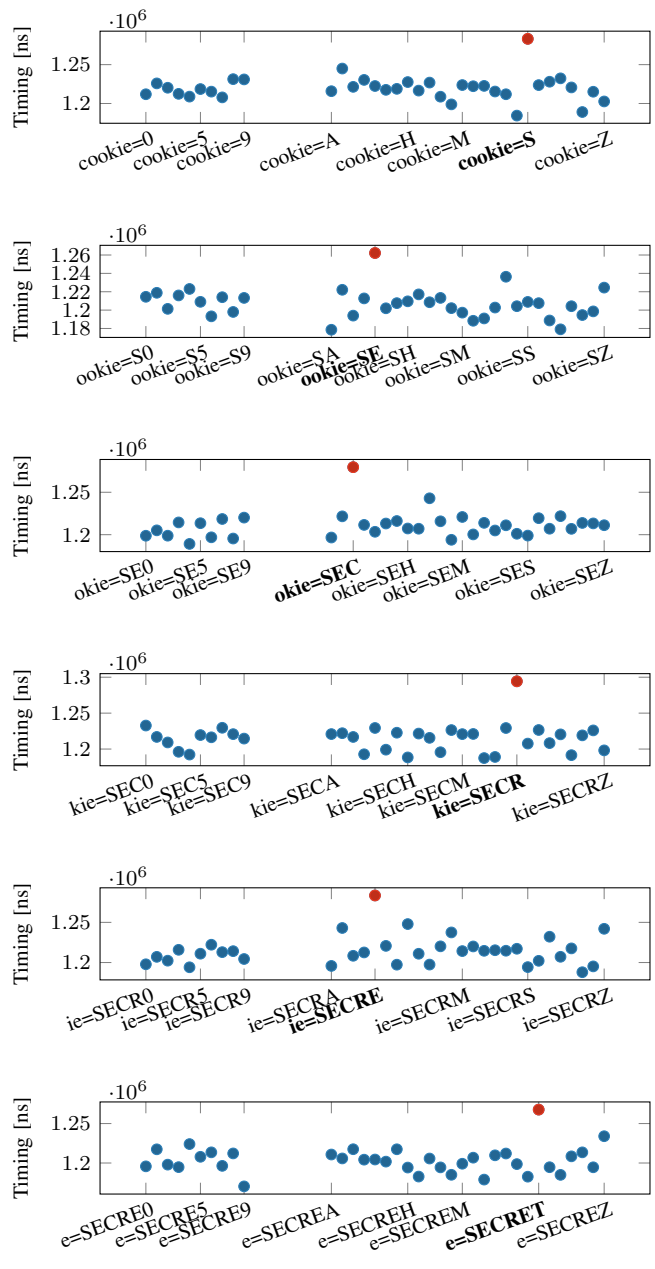 ·10^6
Timing [ns]
1.25
1.2
cookie=0 cookie=5 cookie=9 cookie=A cookie=H cookie=M cookie=S cookie=Z
·10^6
Timing [ns]
1.26
1.24
1.22
1.2
1.18
ookie=S0 ookie=S5 ookie=S9 ookie=SA ookie=SE ookie=SH ookie=SM ookie=SS ookie=SZ
·10^6
Timing [ns]
1.25
1.2
okie=SE0 okie=SE5 okie=SE9 okie=SEC okie=SEH okie=SEM okie=SES okie=SEZ
·10^6
Timing [ns]
1.3
1.25
1.2
kie=SEC0 kie=SEC5 kie=SEC9 kie=SECA kie=SECH kie=SECM kie=SECR kie=SECRZ
·10^6
Timing [ns]
1.25
1.2
ie=SECR0 ie=SECR5 ie=SECR9 ie=SECRA ie=SECRE ie=SECRM ie=SECRS ie=SECRZ
·10^6
Timing [ns]
1.25
1.2
e=SECRE0 e=SECRE5 e=SECRE9 e=SECREA e=SECREH e=SECREM e=SECRET e=SECREZ